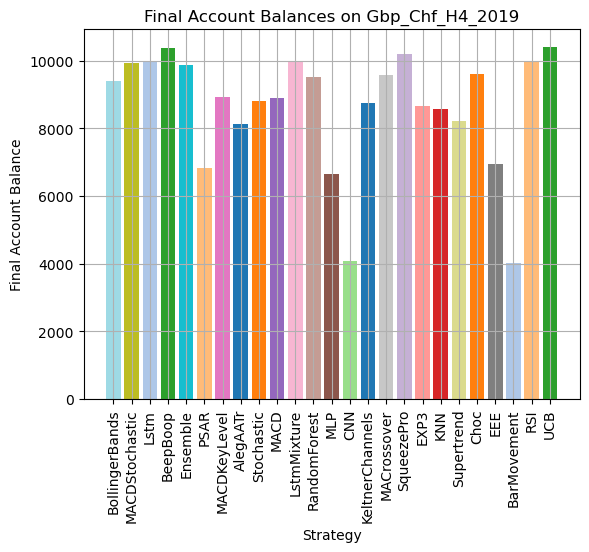 Final Account Balances on Gbp_Chf_H4_2019
Final Account Balance
10000
8000
6000
4000
2000
0
BollingerBands
MACDStochastic
Lstm
BeepBoop
Ensemble
PSAR
MACDKeyLevel
AlegAATr
Stochastic
MACD
LstmMixture
RandomForest
MLP
CNN
KeltnerChannels
MACrossover
SqueezePro
EXP3
KNN
Supertrend
Choc
EEE
BarMovement
RSI
UCB
Strategy